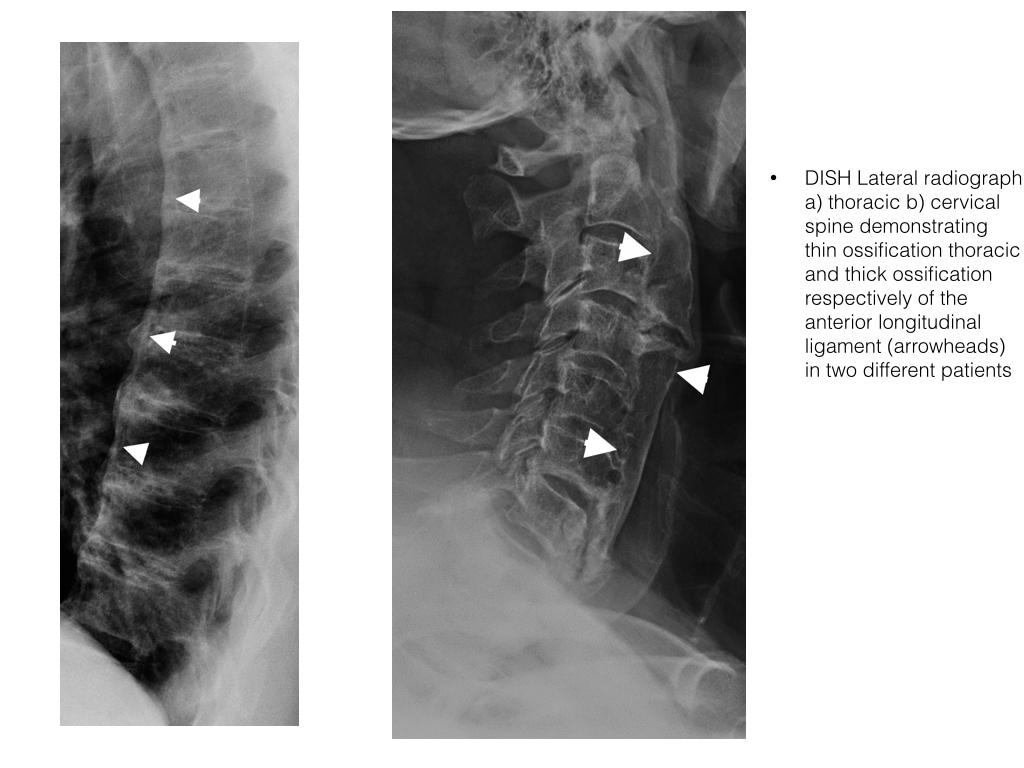 • DISH Lateral radiograph
a) thoracic b) cervical
spine demonstrating
thin ossification thoracic
and thick ossification
respectively of the
anterior longitudinal
ligament (arrowheads)
in two different patients